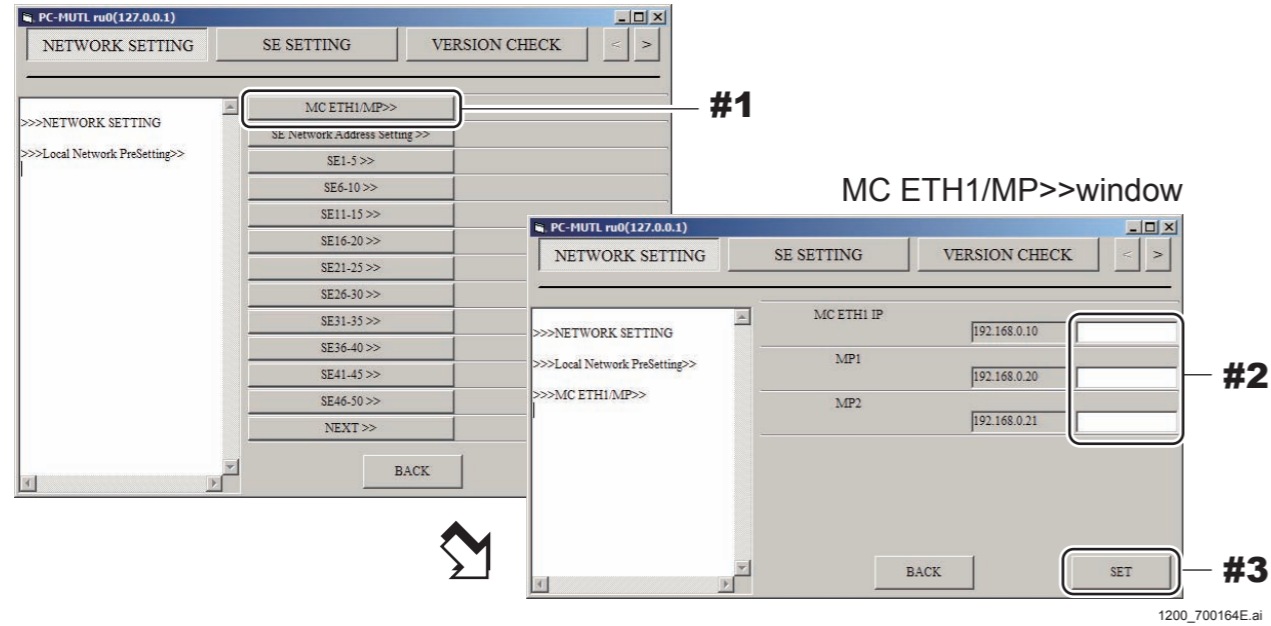 PC-MUTL ru0(127.0.0.1)
NETWORK SETTING
SE SETTING
VERSION CHECK
<
>
>>>NETWORK SETTING
>>>Local Network PreSetting>>
MC ETH1/MP>>
#1
SE Network Address Setting >>
SE1-5 >>
SE6-10 >>
SE11-15 >>
SE16-20 >>
SE21-25 >>
SE26-30 >>
SE31-35 >>
SE36-40 >>
SE41-45 >>
SE46-50 >>
NEXT >>
BACK
MC ETH1/MP>>window
PC-MUTL ru0(127.0.0.1)
NETWORK SETTING
SE SETTING
VERSION CHECK
<
>
>>>NETWORK SETTING
>>>Local Network PreSetting>>
>>>MC ETH1/MP>>
MC ETH1 IP
192.168.0.10
MP1
192.168.0.20
MP2
192.168.0.21
#2
BACK
SET
#3
1200_700164E.ai